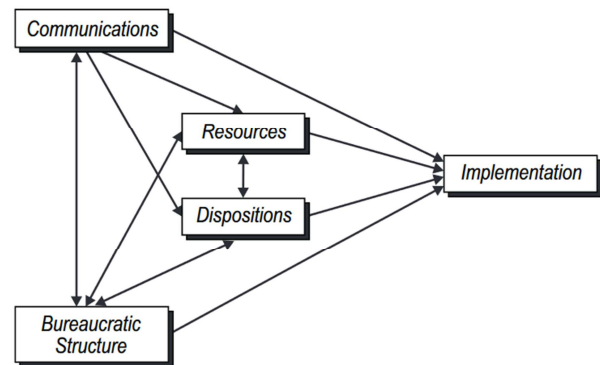 Communications
Resources
Implementation
Dispositions
Bureaucratic
Structure